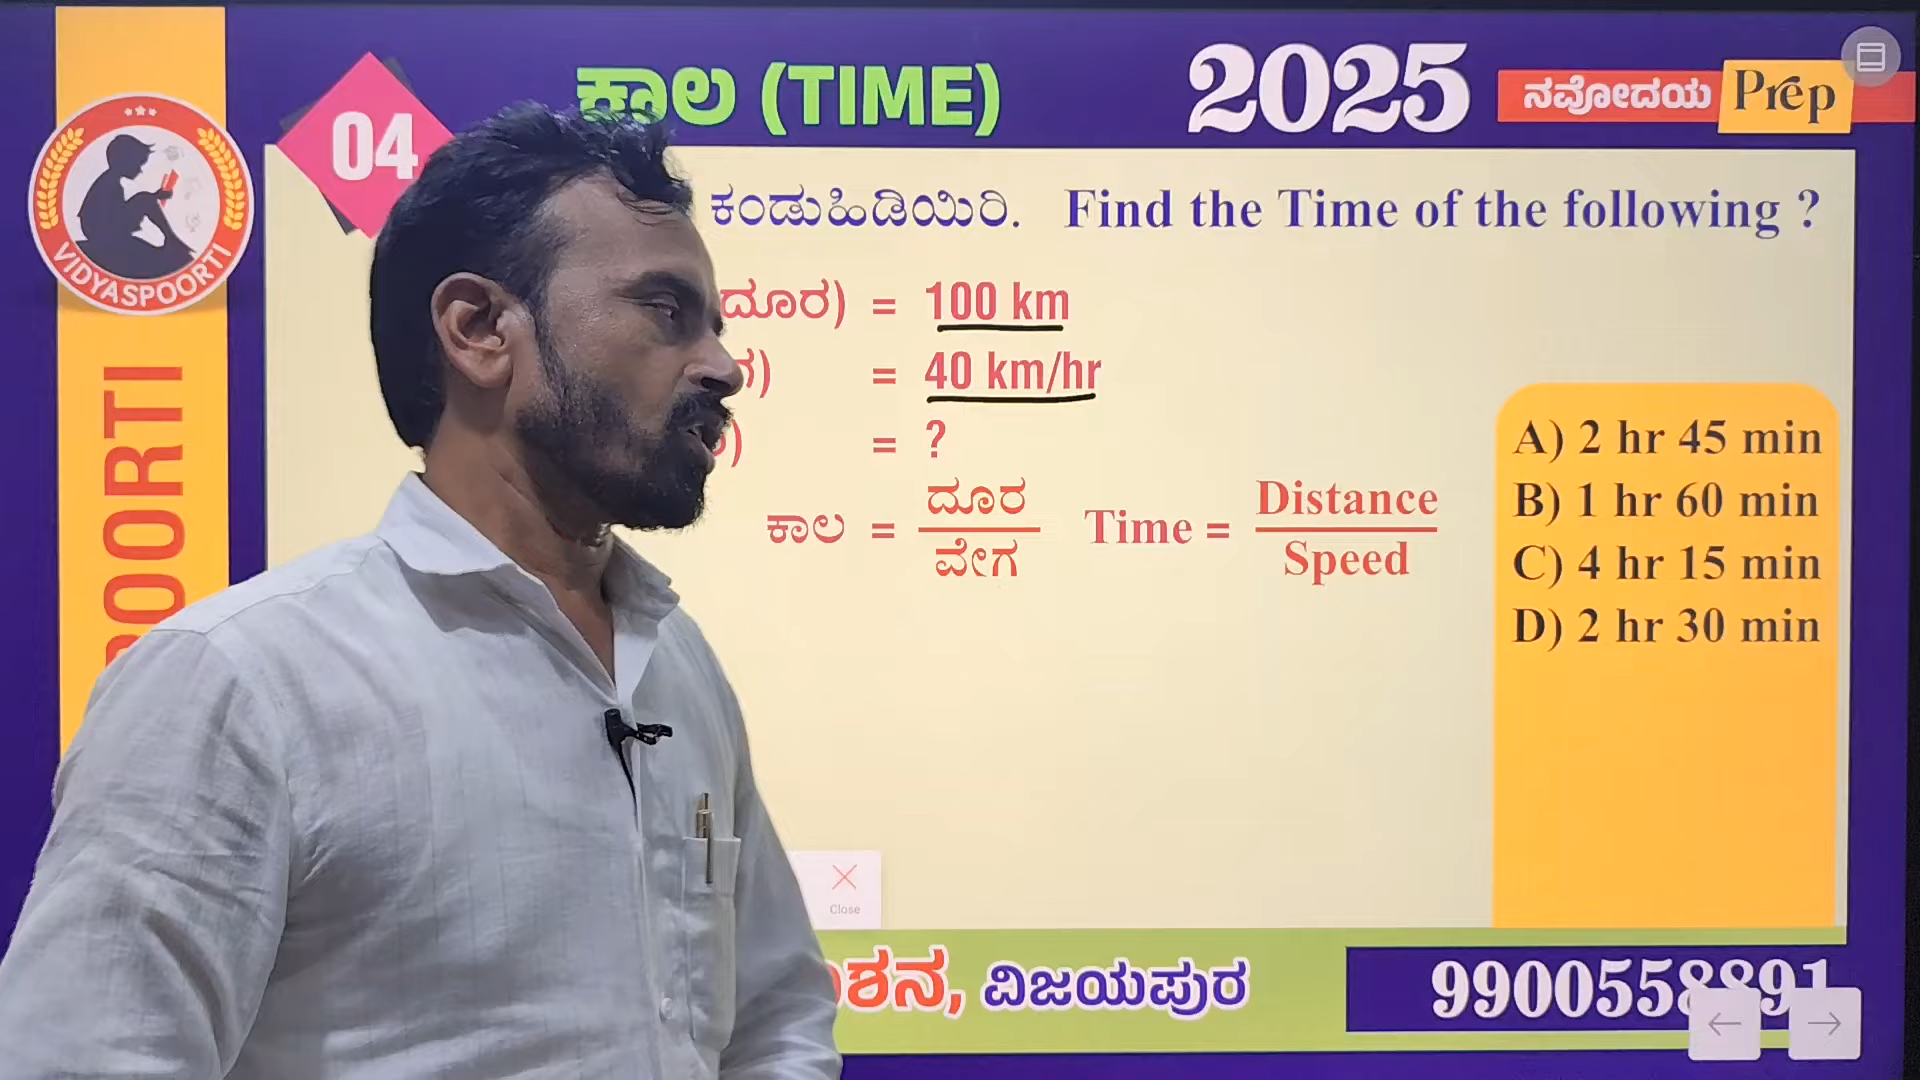 04
ಕಾಲ (TIME)
2025
ನವೋದಯ Prep
VIDYASPOORTI
ಕಂಡುಹಿಡಿಯಿರಿ. Find the Time of the following ?
ದೂರ) = 100 km
= 40 km/hr
= ?
ಕಾಲ = ದೂರ / ವೇಗ Time = Distance / Speed
A) 2 hr 45 min
B) 1 hr 60 min
C) 4 hr 15 min
D) 2 hr 30 min
Close
ವಿಜಯಪುರ
9900558891